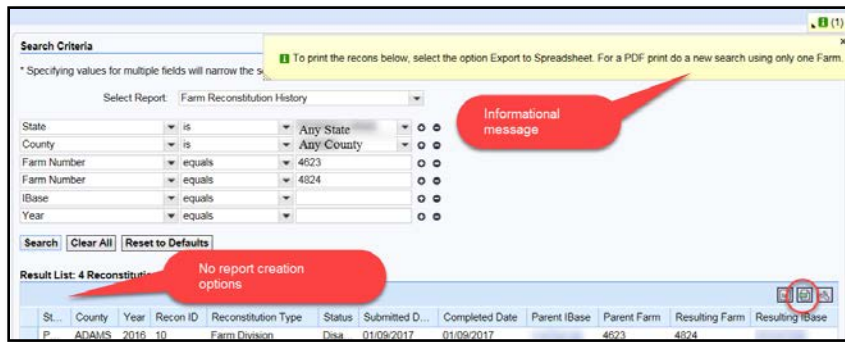 (1)
Search Criteria
To print the recons below, select the option Export to Spreadsheet. For a PDF print do a new search using only one Farm.
* Specifying values for multiple fields will narrow the s
Select Report: Farm Reconstitution History
Informational
message
State is Any State
County is Any County
Farm Number equals 4623
Farm Number equals 4824
IBase equals
Year equals
Search Clear All Reset to Defaults
No report creation
options
Result List: 4 Reconstitutio
St... County Year Recon ID Reconstitution Type Status Submitted D... Completed Date Parent IBase Parent Farm Resulting Farm Resulting IBase
P... ADAMS 2016 10 Farm Division Disa... 01/09/2017 01/09/2017 4623 4824